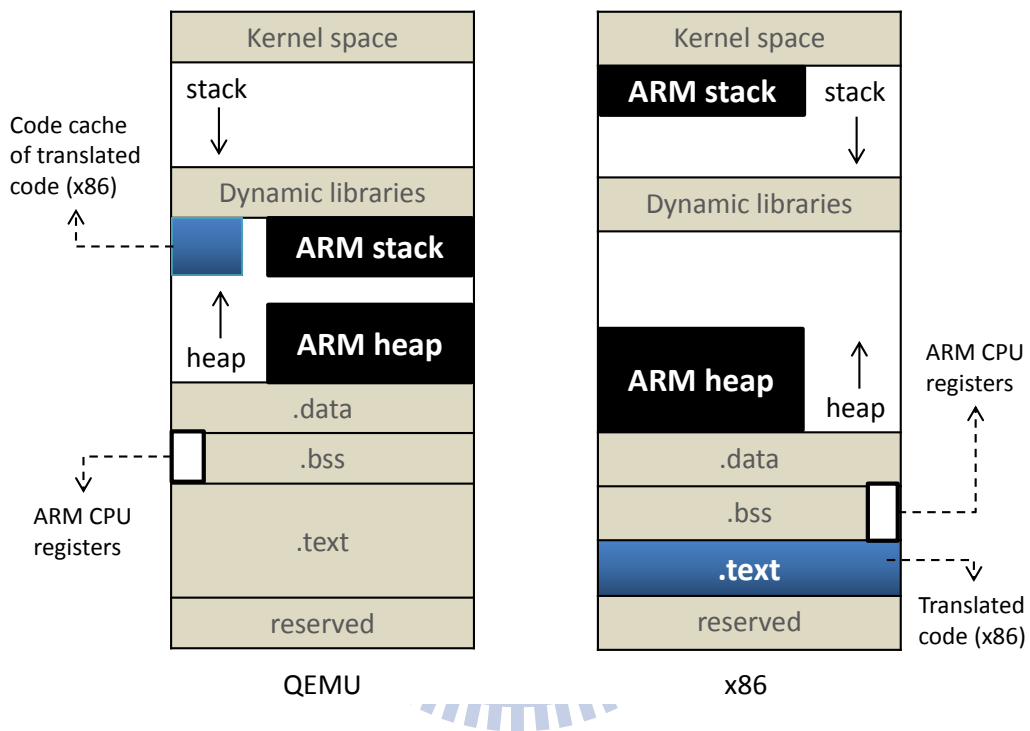 Kernel space
stack
Code cache
of translated
code (x86)
Dynamic libraries
ARM stack
ARM heap
heap
.data
.bss
ARM CPU
registers
.text
reserved
QEMU
Kernel space
ARM stack
stack
Dynamic libraries
ARM heap
heap
ARM CPU
registers
.data
.bss
.text
Translated
code (x86)
reserved
x86